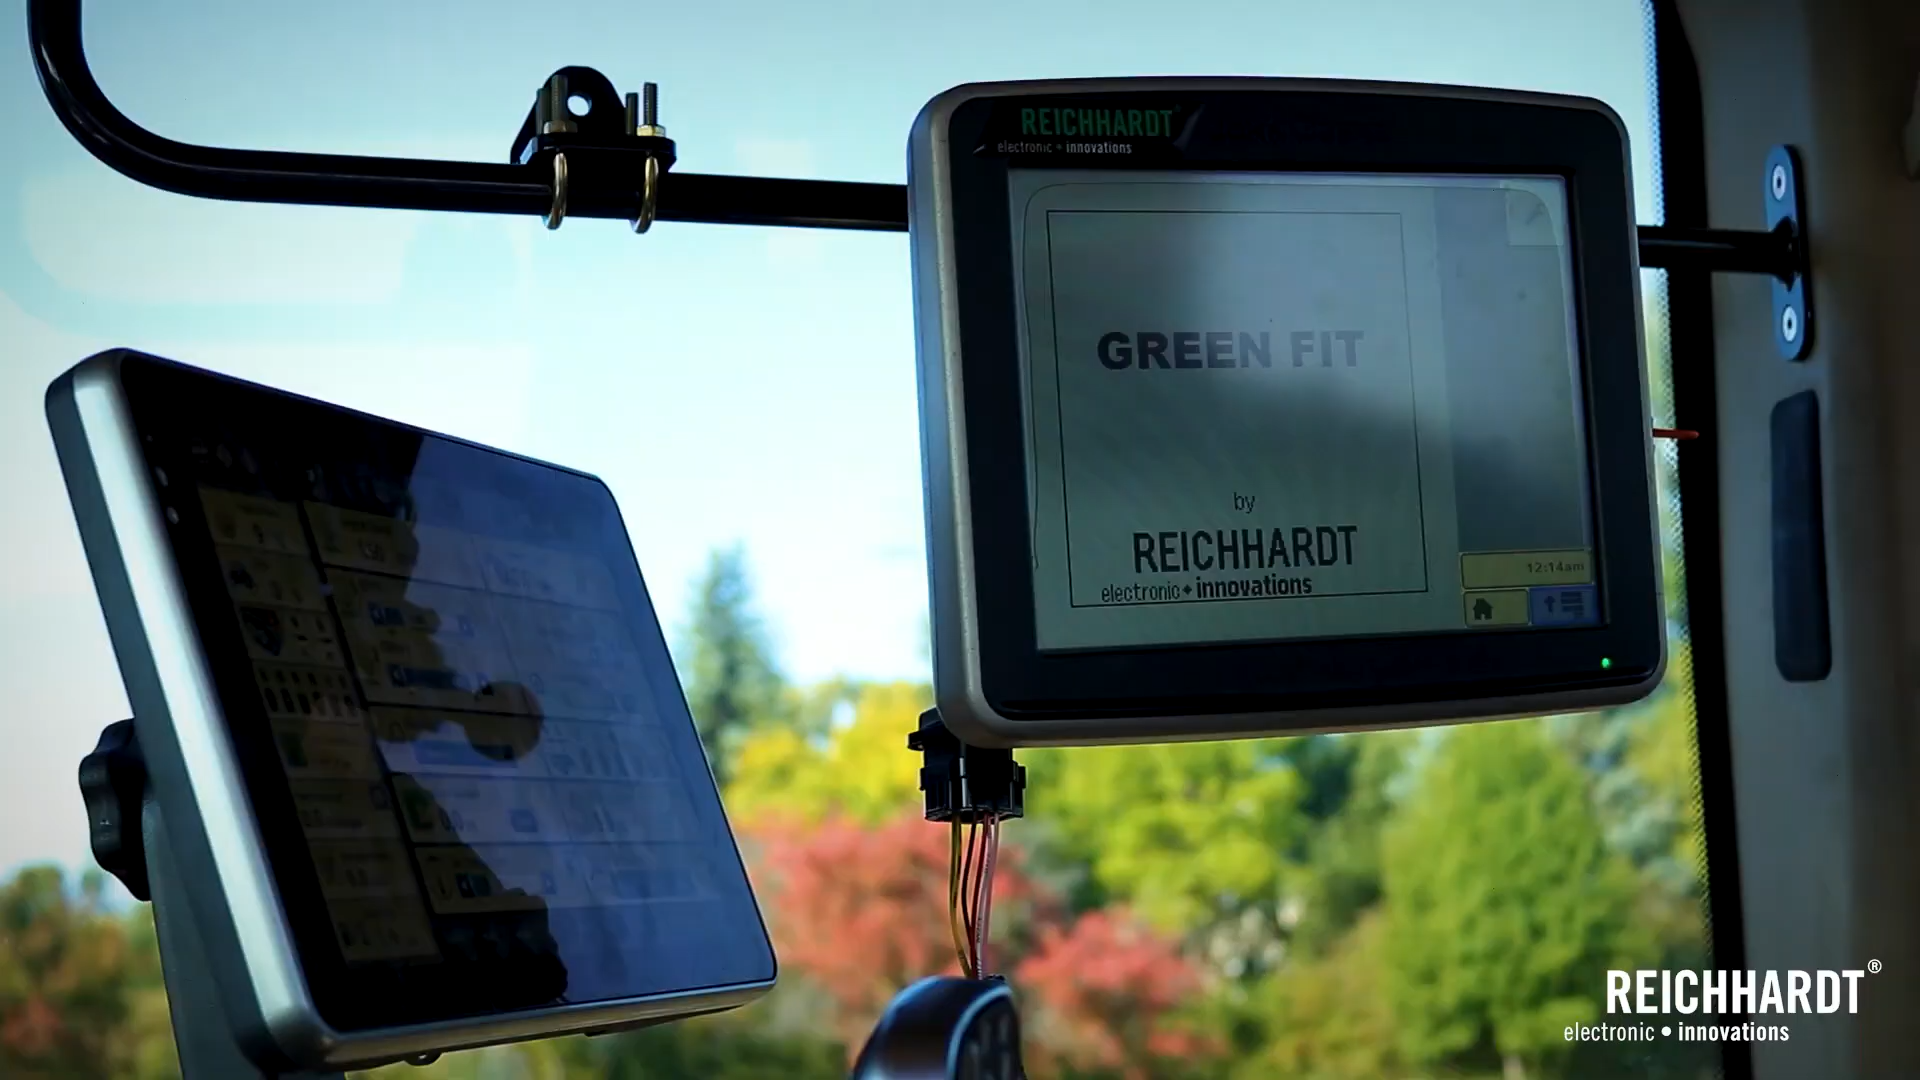 REICHHARDT
electronic • innovations
GREEN FIT
by
REICHHARDT
electronic • innovations
12:14am
REICHHARDT®
electronic • innovations